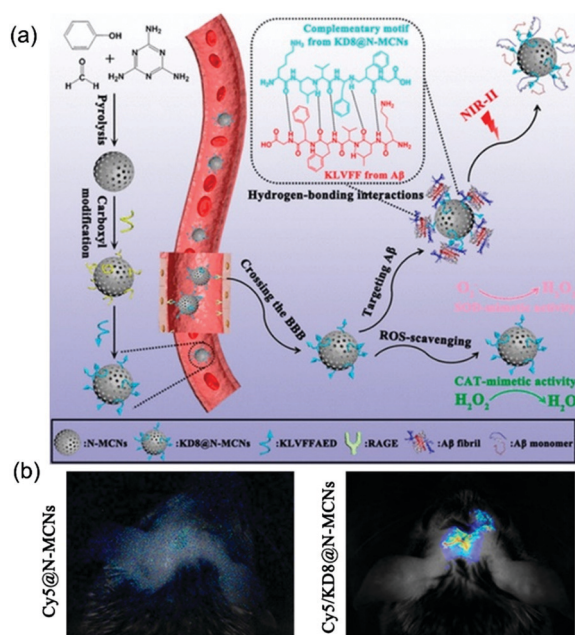 (a)
OH
+
O
H H
NH₂
N N
H₂N N NH₂
Pyrolysis
Carboxyl
modification
Complementary motif
from KD8@N-MCNs
KLVFF from Aβ
Hydrogen-bonding interactions
NIR-II
Crossing the BBB
Targeting Aβ
ROS-scavenging
H₂O₂
CAT-mimetic activity
H₂O₂ H₂O
:N-MCNs :KD8@N-MCNs :KLVFFAED :RAGE :Aβ fibril :Aβ monomer
(b)
Cy5@N-MCNs
Cy5/KD8@N-MCNs